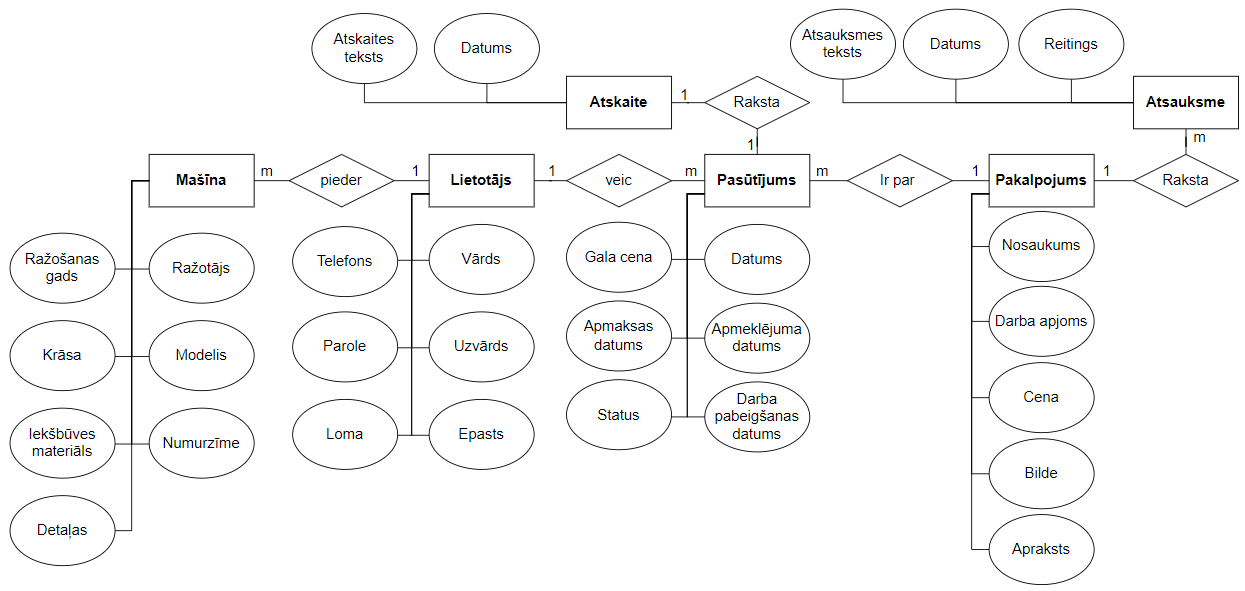 Atskaites
teksts
Datums
Atsauksmes
teksts
Datums
Reitings
Atskaite
1
Raksta
1
Atsauksme
m
Mašīna
m
pieder
1
Lietotājs
1
veic
m
Pasūtījums
m
Ir par
1
Pakalpojums
1
Raksta
Ražošanas
gads
Ražotājs
Krāsa
Modelis
Iekšbūves
materiāls
Numurzīme
Detaļas
Telefons
Vārds
Parole
Uzvārds
Loma
Epasts
Gala cena
Datums
Apmaksas
datums
Apmeklējuma
datums
Status
Darba
pabeigšanas
datums
Nosaukums
Darba apjoms
Cena
Bilde
Apraksts